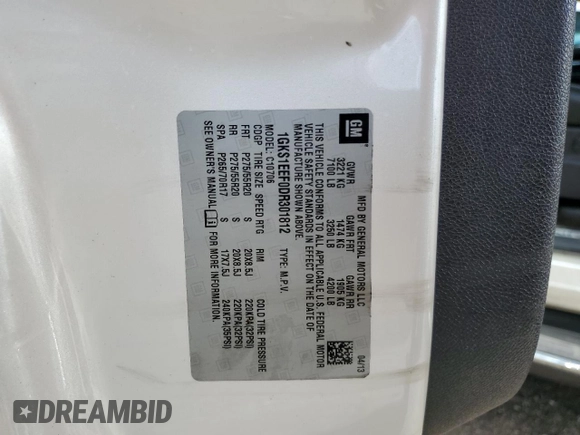 GM
MFD BY GENERAL MOTORS LLC
04/13
GVWR GAWR FRT GAWR RR
3221 KG 1474 KG 1905 KG
7100 LB 3250 LB 4200 LB
THIS VEHICLE CONFORMS TO ALL APPLICABLE U.S. FEDERAL MOTOR
VEHICLE SAFETY STANDARDS IN EFFECT ON THE DATE OF
MANUFACTURE SHOWN ABOVE.
1GKS1EEF0DR301812 TYPE: M.P.V.
MODEL: C10706
CDGP TIRE SIZE SPEED RTG RIM COLD TIRE PRESSURE
FRT P275/55R20 S 20X8.5J 220KPA(32PSI)
RR P275/55R20 S 20X8.5J 220KPA(32PSI)
SPA P265/70R17 S 17X7.5J 240KPA(35PSI)
SEE OWNER'S MANUAL FOR MORE INFORMATION.
DREAMBID